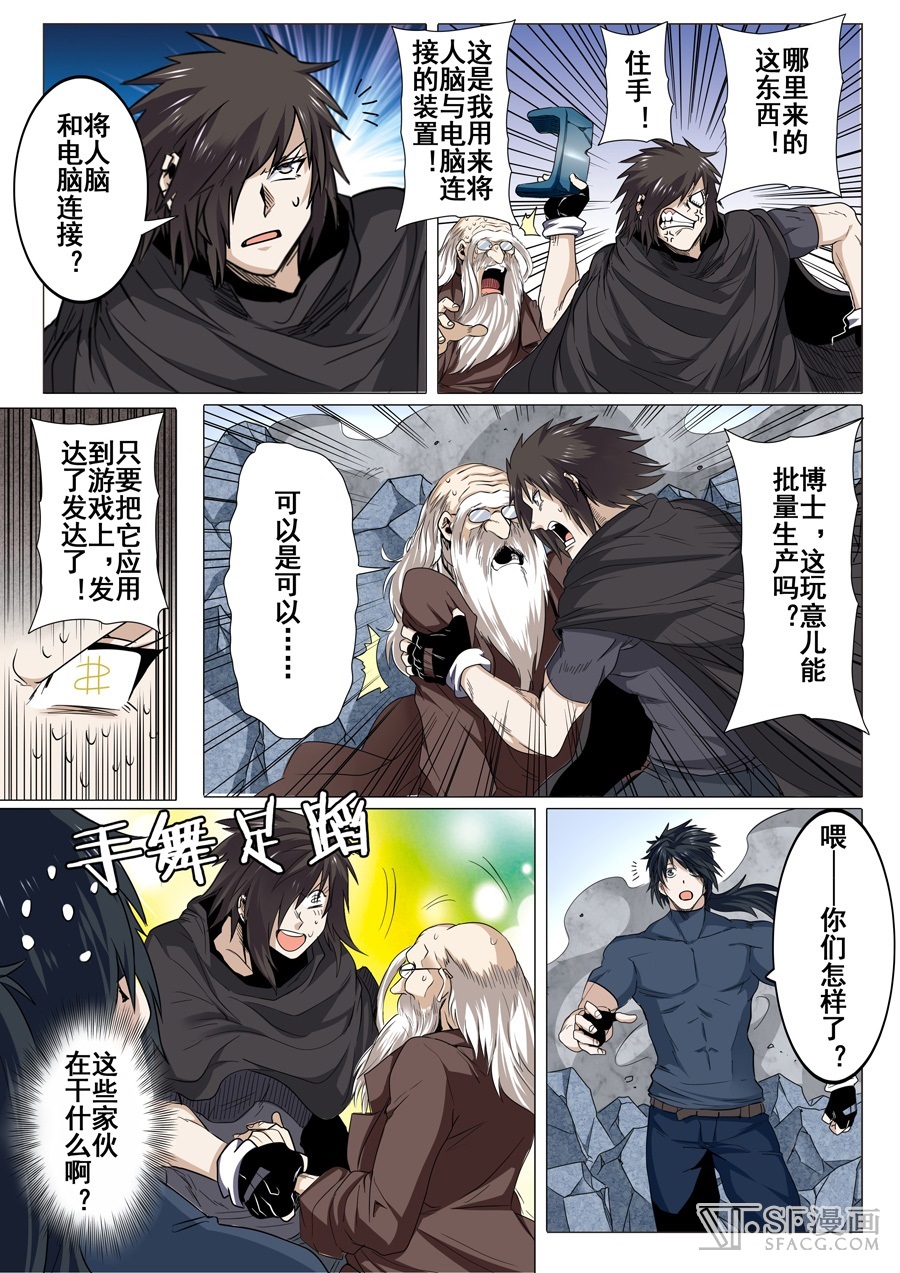 哪里来的
这东西！
住手！
这是我用来将
人脑与电脑连
接的装置！
将人脑
和电脑连接？
博士，这玩意儿能
批量生产吗？
可以是可以……
只要把它应用
到游戏上，发
达了发达了！
喂——你们怎样了？
手舞足蹈
这些家伙
在干什么啊？
SF漫画
SFACG.COM